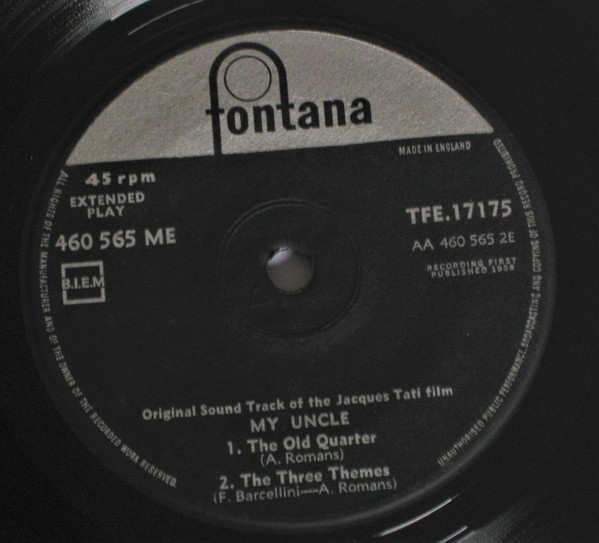 fontana
MADE IN ENGLAND
45 rpm
EXTENDED
PLAY
460 565 ME
B.I.E.M
TFE.17175
AA 460 565 2E
RECORDING FIRST
PUBLISHED 1958
Original Sound Track of the Jacques Tati film
MY UNCLE
1. The Old Quarter
(A. Romans)
2. The Three Themes
(F. Barcellini—A. Romans)
ALL RIGHTS OF THE MANUFACTURER AND OF THE OWNER OF THE RECORDED WORK RESERVED.
UNAUTHORISED PUBLIC PERFORMANCE, BROADCASTING AND COPYING OF THIS RECORD PROHIBITED